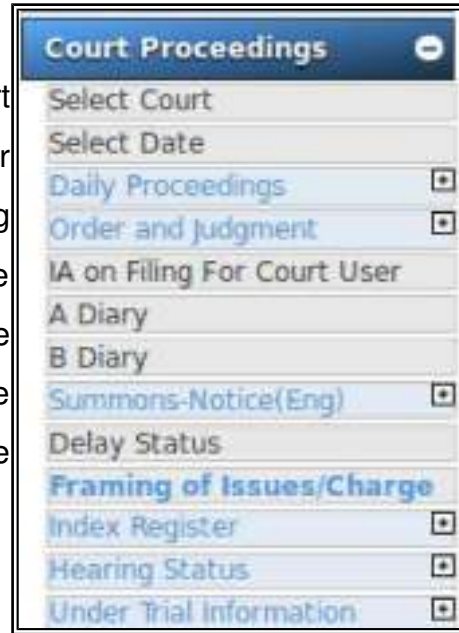 Court Proceedings
Select Court
Select Date
Daily Proceedings
Order and Judgment
IA on Filing For Court User
A Diary
B Diary
Summons-Notice(Eng)
Delay Status
Framing of Issues/Charge
Index Register
Hearing Status
Under Trial Information